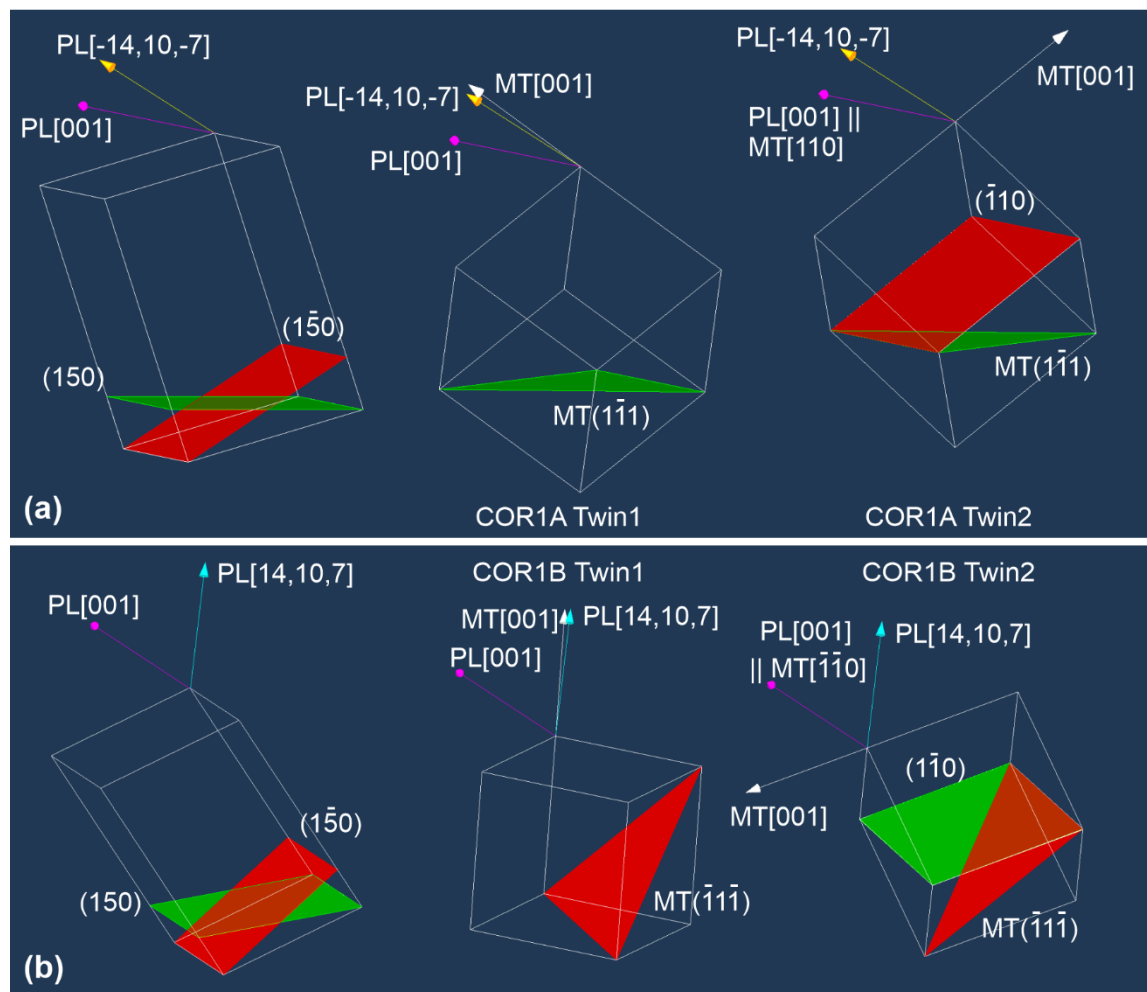 PL[-14,10,-7]
PL[001]
(15̄0)
(150)
PL[-14,10,-7]
MT[001]
PL[001]
MT(11̄1)
COR1A Twin1
PL[-14,10,-7]
MT[001]
PL[001] ||
MT[110]
(1̄10)
MT(11̄1)
COR1A Twin2
(a)
PL[14,10,7]
PL[001]
(15̄0)
(150)
COR1B Twin1
MT[001]
PL[14,10,7]
PL[001]
MT(1̄11̄)
COR1B Twin2
PL[001]
|| MT[1̄1̄0]
PL[14,10,7]
(11̄0)
MT[001]
MT(1̄11̄)
(b)